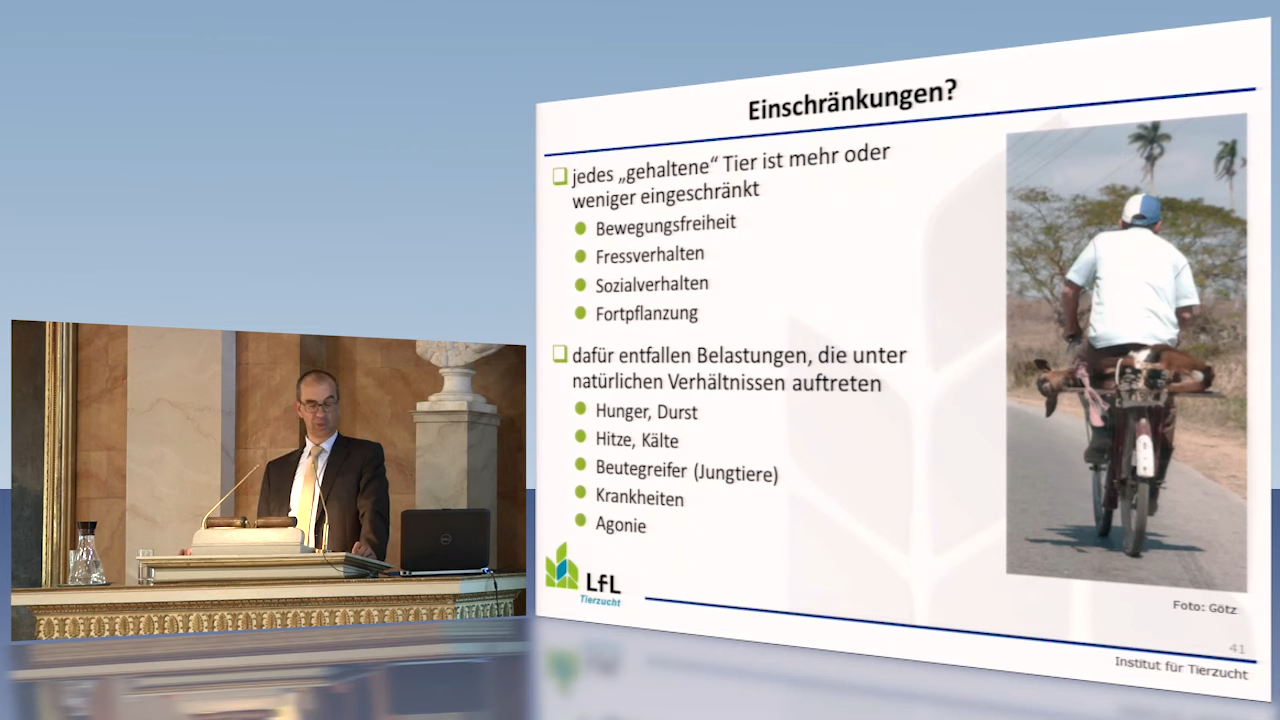 Einschränkungen?
jedes „gehaltene“ Tier ist mehr oder
weniger eingeschränkt
Bewegungsfreiheit
Fressverhalten
Sozialverhalten
Fortpflanzung
dafür entfallen Belastungen, die unter
natürlichen Verhältnissen auftreten
Hunger, Durst
Hitze, Kälte
Beutegreifer (Jungtiere)
Krankheiten
Agonie
LfL
Tierzucht
Foto: Götz
41
Institut für Tierzucht
DELL